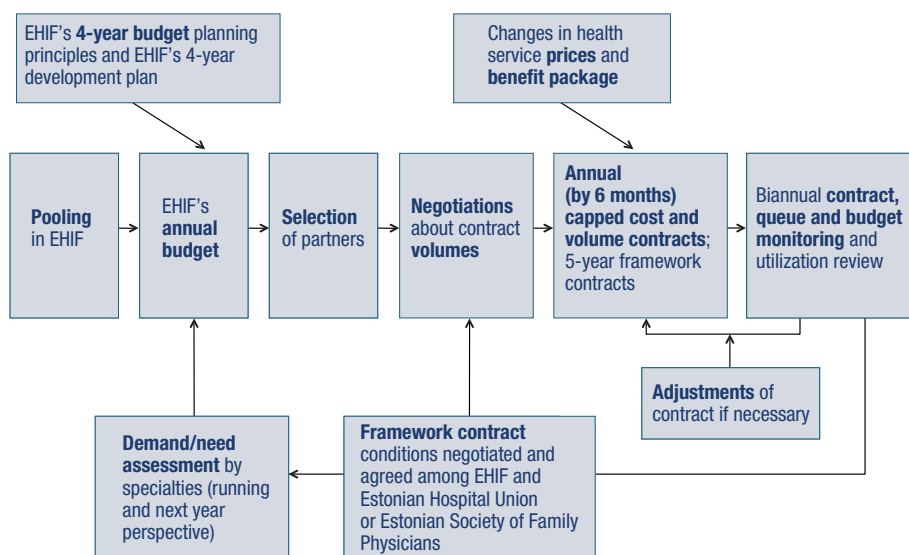 EHIF's 4-year budget planning
principles and EHIF's 4-year
development plan
Changes in health
service prices and
benefit package
Pooling
in EHIF
EHIF's
annual
budget
Selection
of partners
Negotiations
about contract
volumes
Annual
(by 6 months)
capped cost and
volume contracts;
5-year framework
contracts
Biannual contract,
queue and budget
monitoring and
utilization review
Adjustments of
contract if necessary
Demand/need
assessment by
specialties (running
and next year
perspective)
Framework contract
conditions negotiated and
agreed among EHIF and
Estonian Hospital Union
or Estonian Society of Family
Physicians